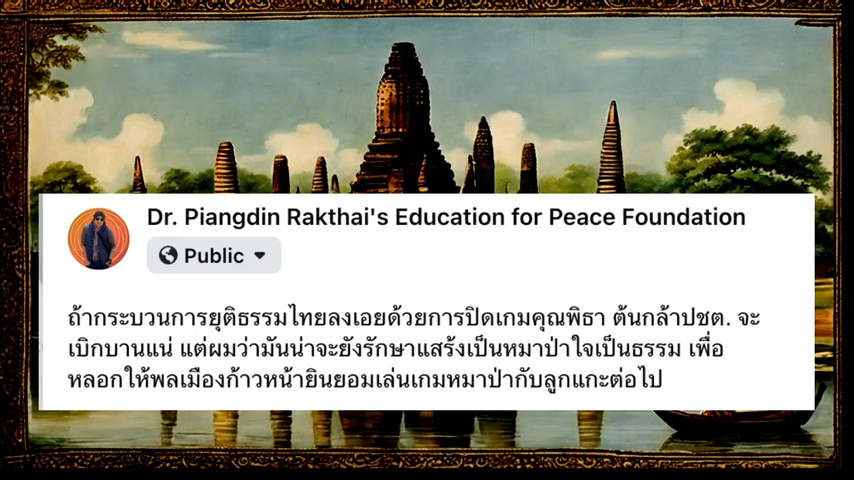 Dr. Piangdin Rakthai's Education for Peace Foundation
Public
ถ้ากระบวนการยุติธรรมไทยลงเอยด้วยการปิดเกมคุณพิธา ต้นกล้าปชต. จะ
เบิกบานแน่ แต่ผมว่ามันน่าจะยังรักษาแสร้งเป็นหมาป่าใจเป็นธรรม เพื่อ
หลอกให้พลเมืองก้าวหน้ายินยอมเล่นเกมหมาป่ากับลูกแกะต่อไป